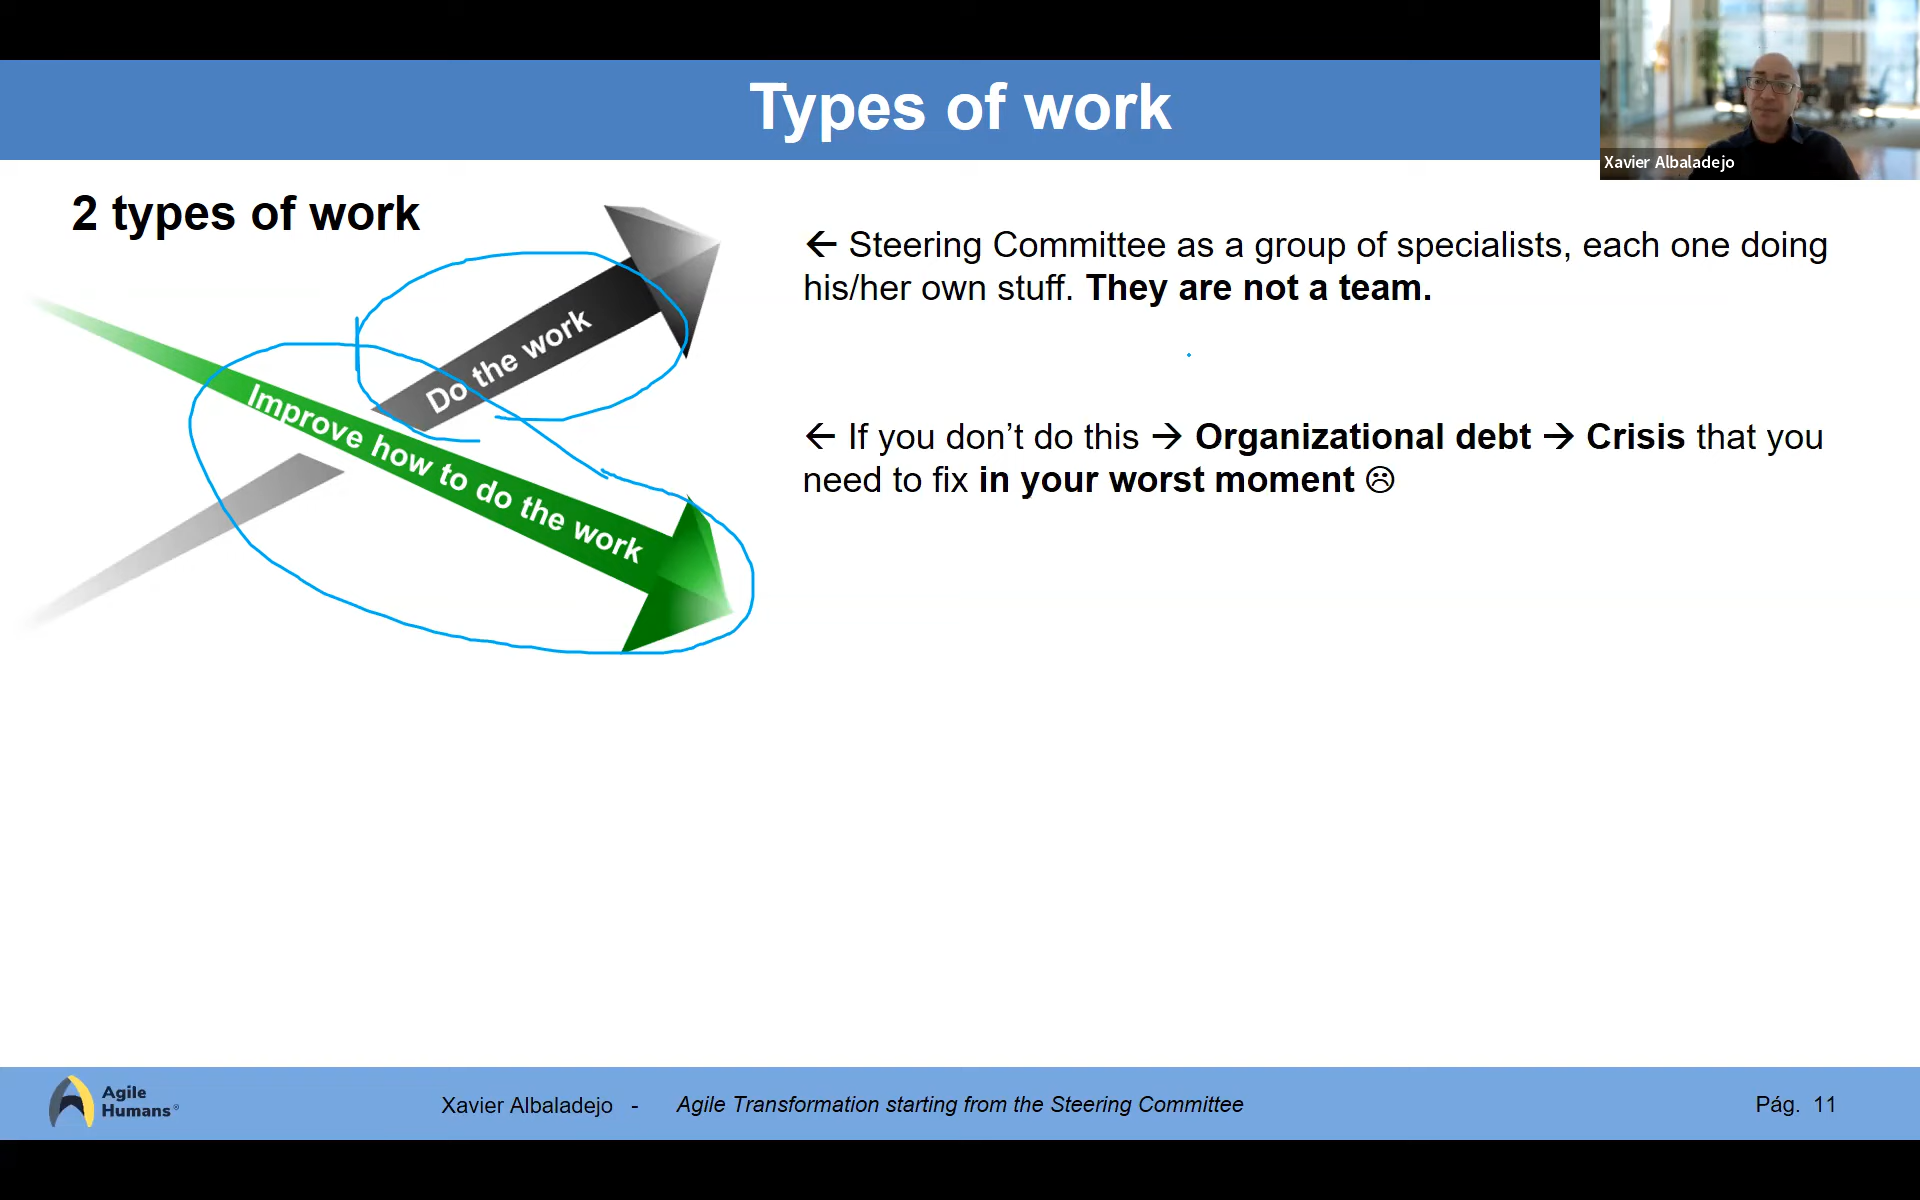 Types of work
Xavier Albaladejo
2 types of work
Do the work
Improve how to do the work
← Steering Committee as a group of specialists, each one doing
his/her own stuff. They are not a team.
← If you don’t do this → Organizational debt → Crisis that you
need to fix in your worst moment ☹
Agile
Humans®
Xavier Albaladejo - Agile Transformation starting from the Steering Committee
Pág. 11